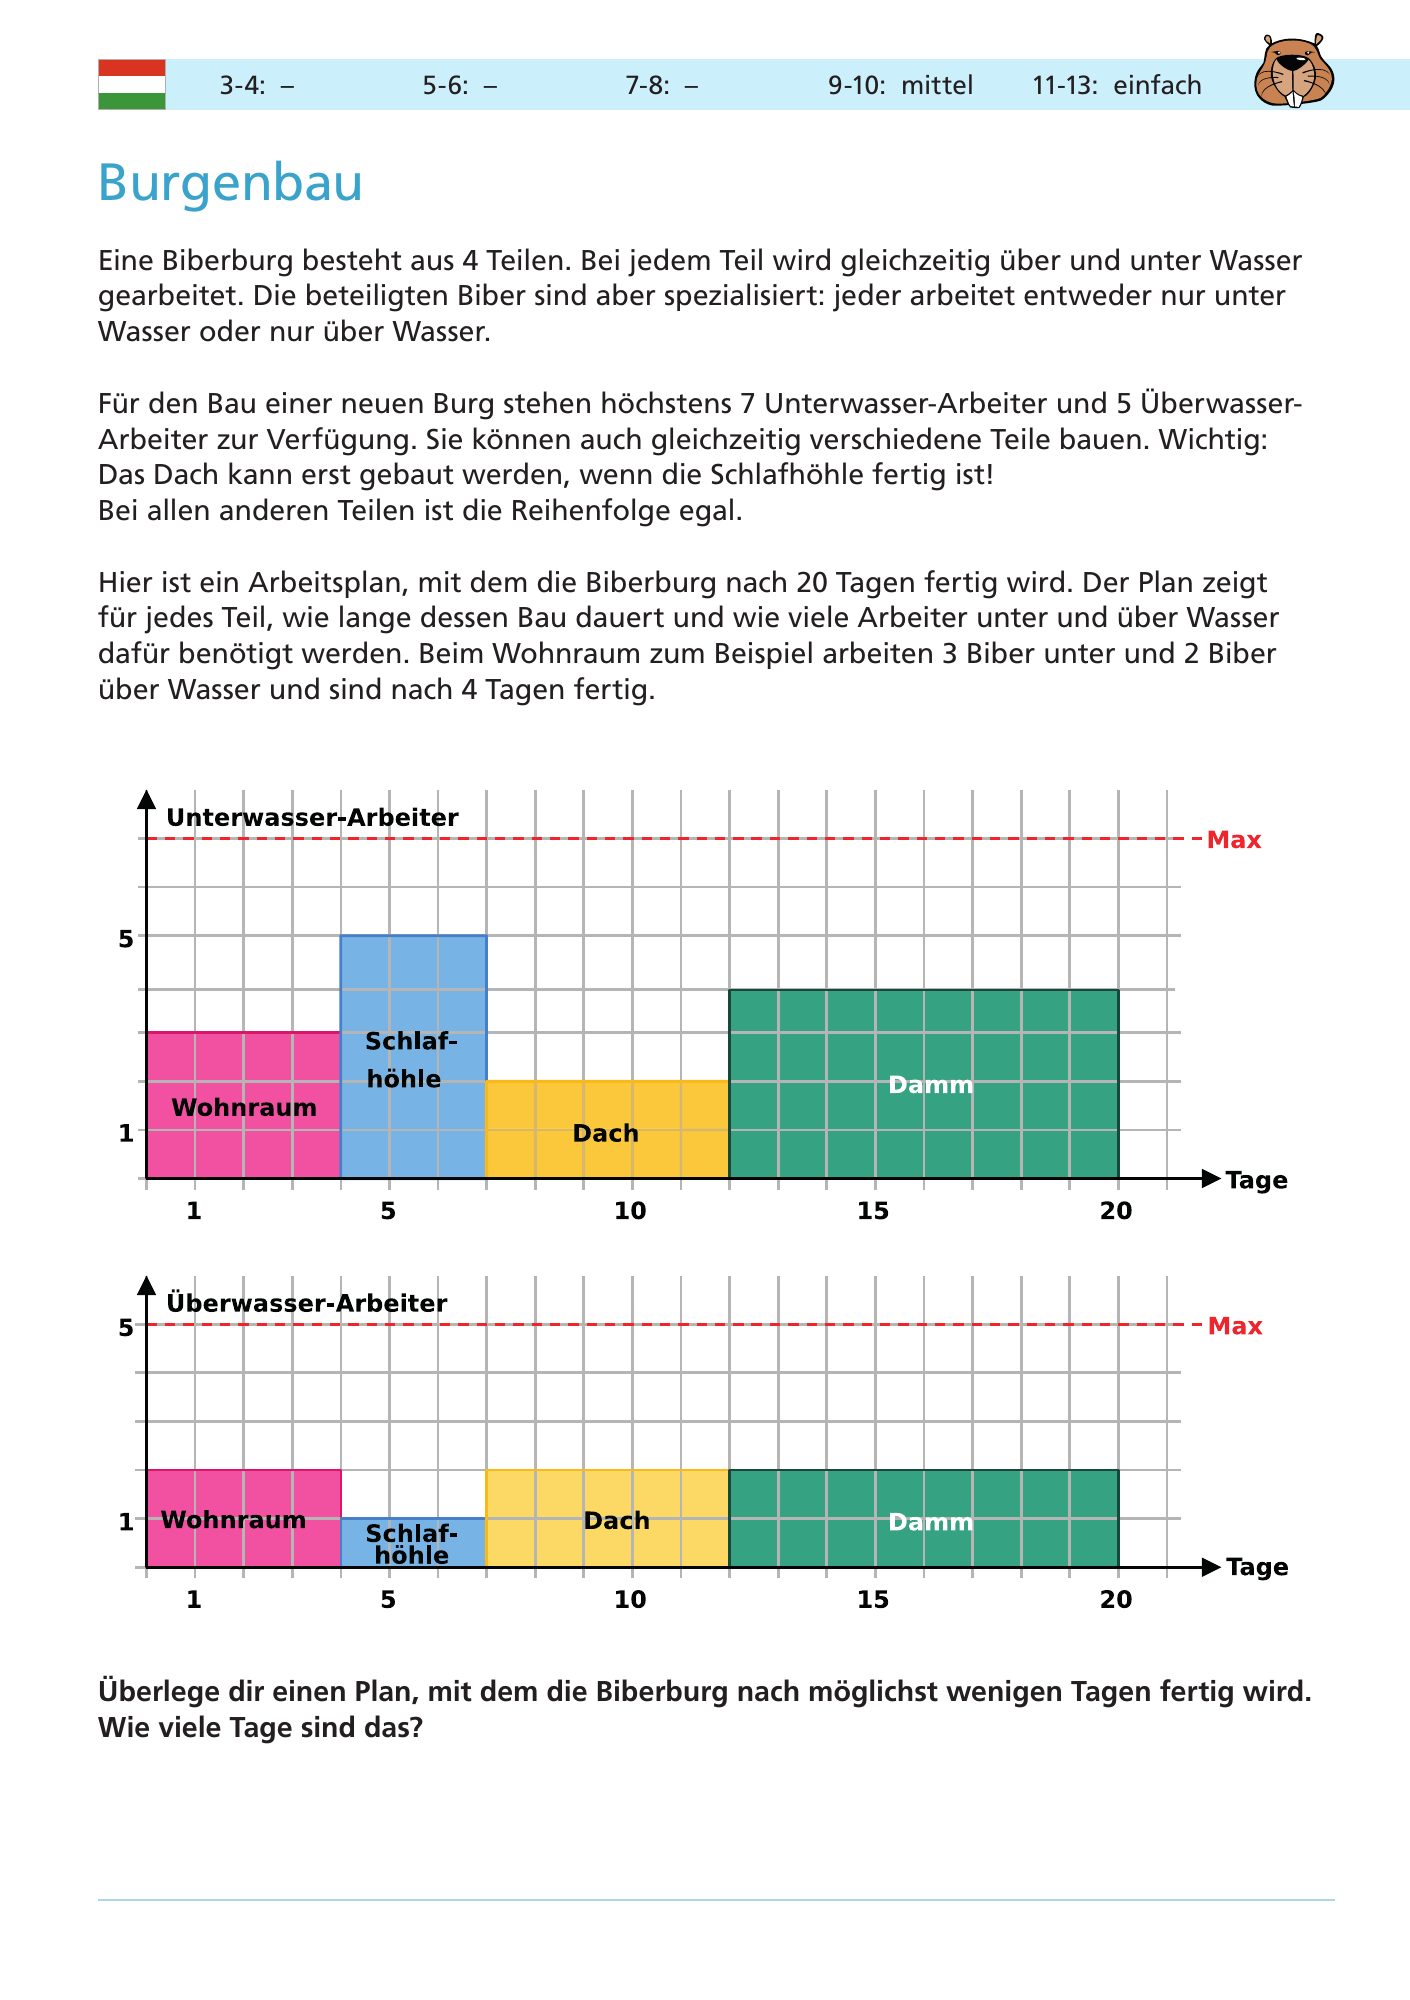 3-4: – 5-6: – 7-8: – 9-10: mittel 11-13: einfach
Burgenbau
Eine Biberburg besteht aus 4 Teilen. Bei jedem Teil wird gleichzeitig über und unter Wasser
gearbeitet. Die beteiligten Biber sind aber spezialisiert: jeder arbeitet entweder nur unter
Wasser oder nur über Wasser.
Für den Bau einer neuen Burg stehen höchstens 7 Unterwasser-Arbeiter und 5 Überwasser-
Arbeiter zur Verfügung. Sie können auch gleichzeitig verschiedene Teile bauen. Wichtig:
Das Dach kann erst gebaut werden, wenn die Schlafhöhle fertig ist!
Bei allen anderen Teilen ist die Reihenfolge egal.
Hier ist ein Arbeitsplan, mit dem die Biberburg nach 20 Tagen fertig wird. Der Plan zeigt
für jedes Teil, wie lange dessen Bau dauert und wie viele Arbeiter unter und über Wasser
dafür benötigt werden. Beim Wohnraum zum Beispiel arbeiten 3 Biber unter und 2 Biber
über Wasser und sind nach 4 Tagen fertig.
Unterwasser-Arbeiter
Max
5
Schlaf-
höhle
Damm
Wohnraum
1
Dach
Tage
1 5 10 15 20
Überwasser-Arbeiter
5
Max
1
Wohnraum
Schlaf-
höhle
Dach
Damm
Tage
1 5 10 15 20
Überlege dir einen Plan, mit dem die Biberburg nach möglichst wenigen Tagen fertig wird.
Wie viele Tage sind das?